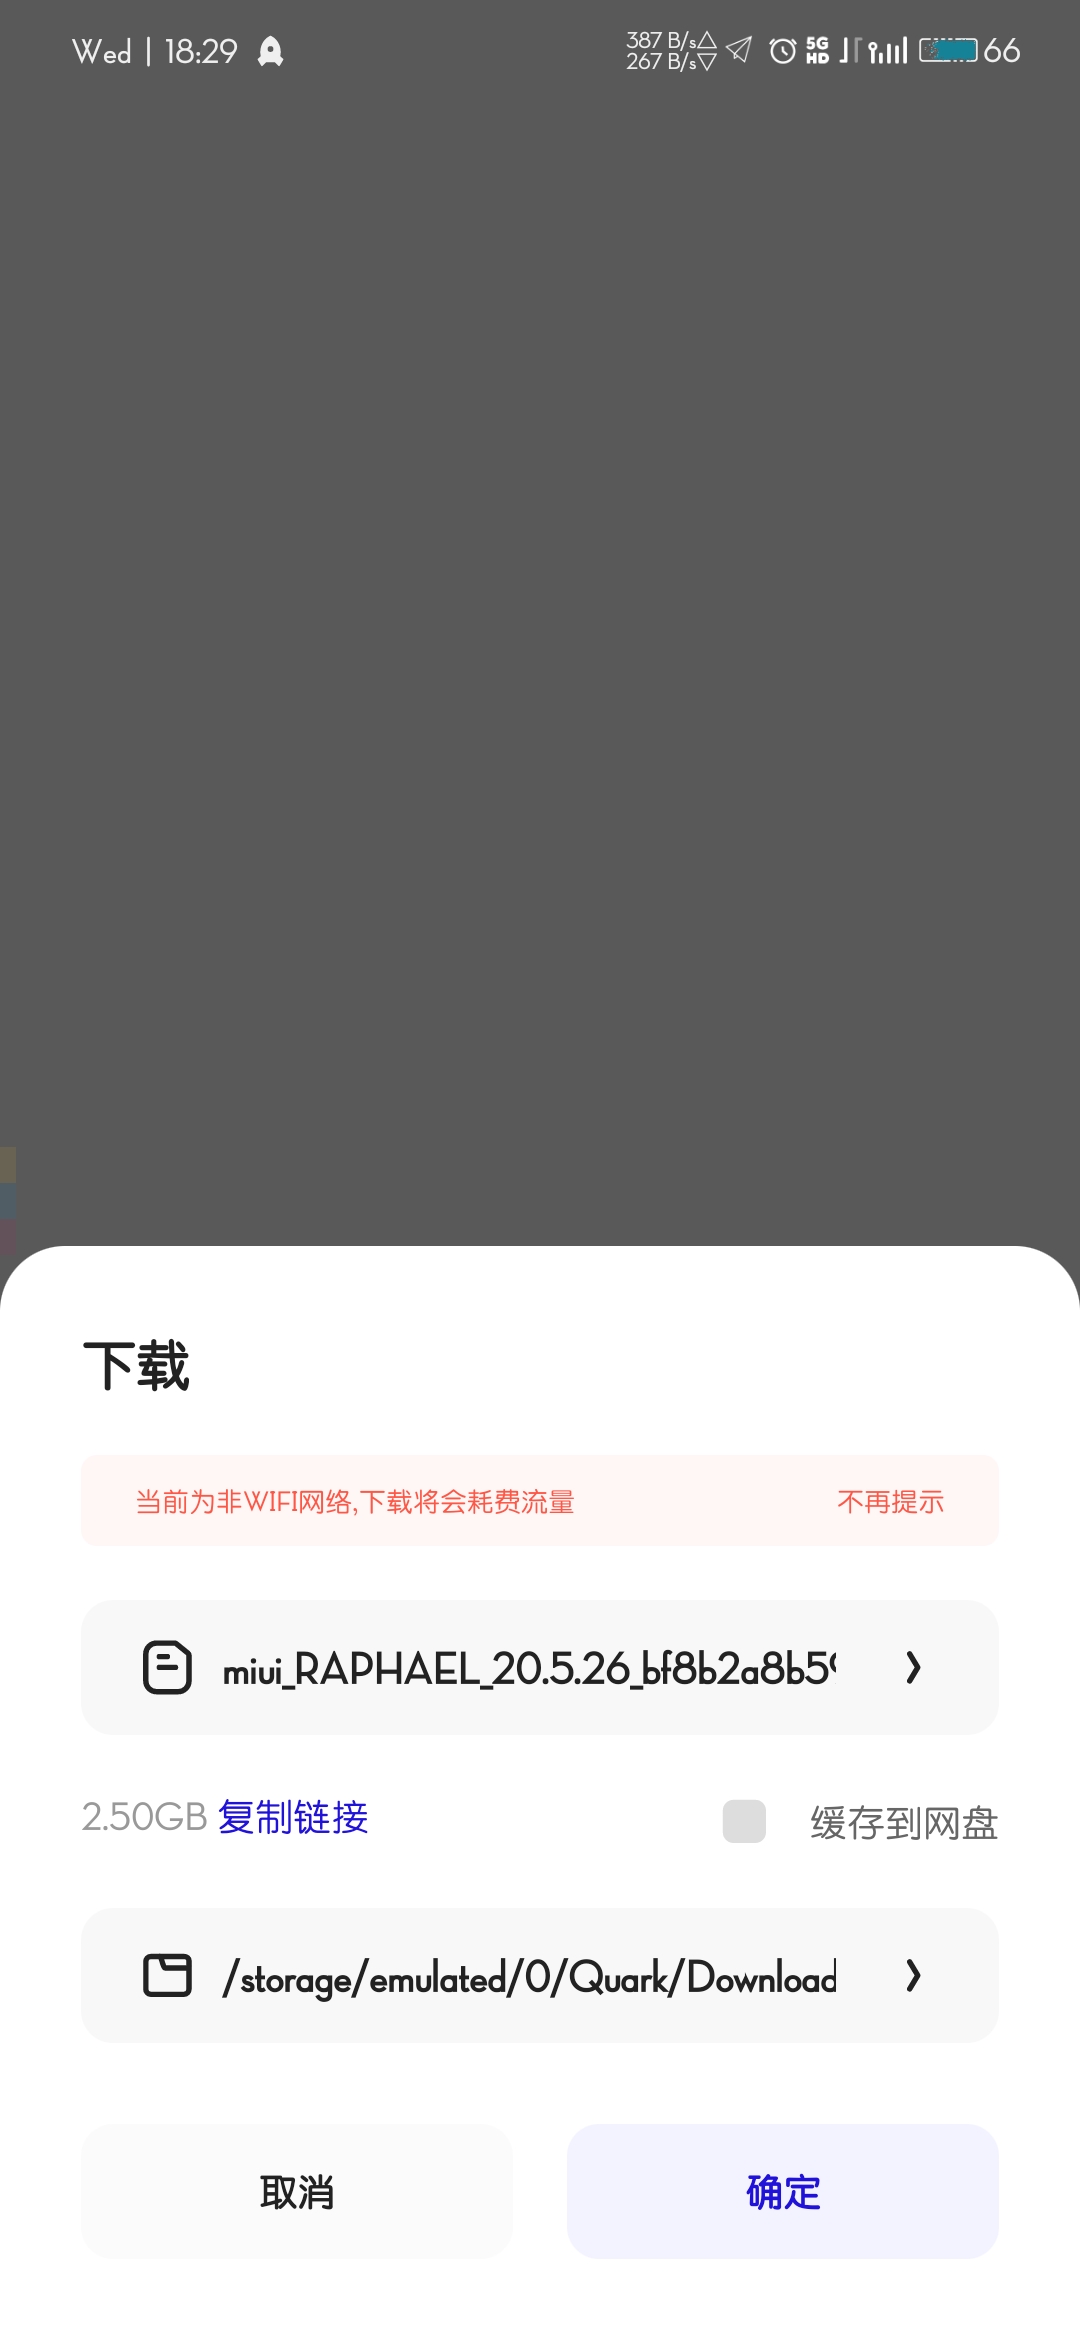 Wed | 18:29
387 B/s△
267 B/s▽
5G
HD
66
下载
当前为非WIFI网络,下载将会耗费流量 不再提示
miui_RAPHAEL_20.5.26_bf8b2a8b5
2.50GB 复制链接 缓存到网盘
/storage/emulated/0/Quark/Download
取消 确定